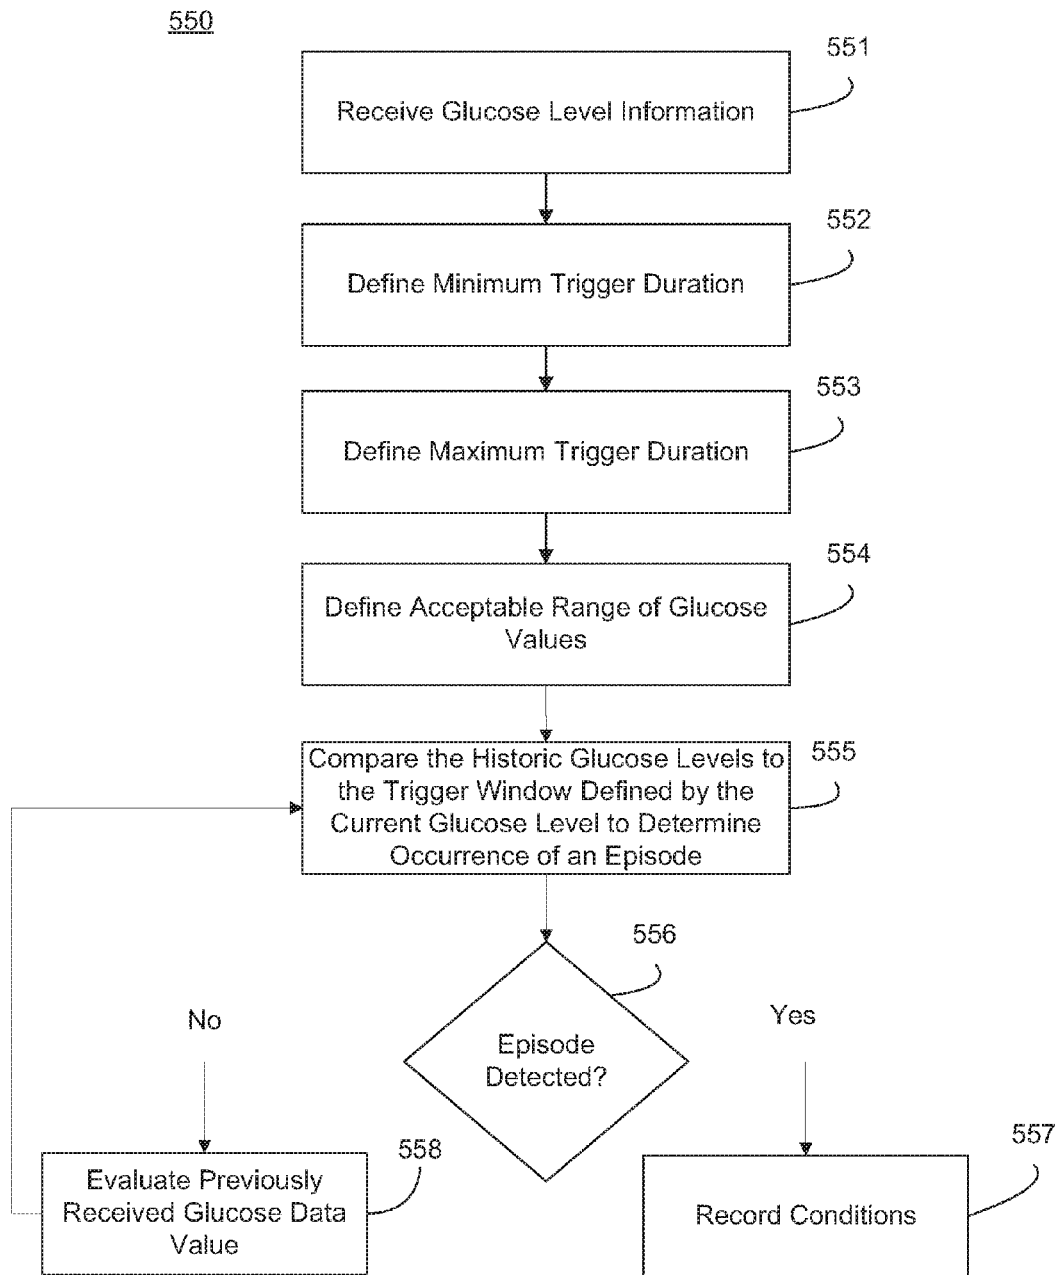 550
551
Receive Glucose Level Information
552
Define Minimum Trigger Duration
553
Define Maximum Trigger Duration
554
Define Acceptable Range of Glucose
Values
555
Compare the Historic Glucose Levels to
the Trigger Window Defined by the
Current Glucose Level to Determine
Occurrence of an Episode
556
Episode
Detected?
No
Yes
558
Evaluate Previously
Received Glucose Data
Value
557
Record Conditions